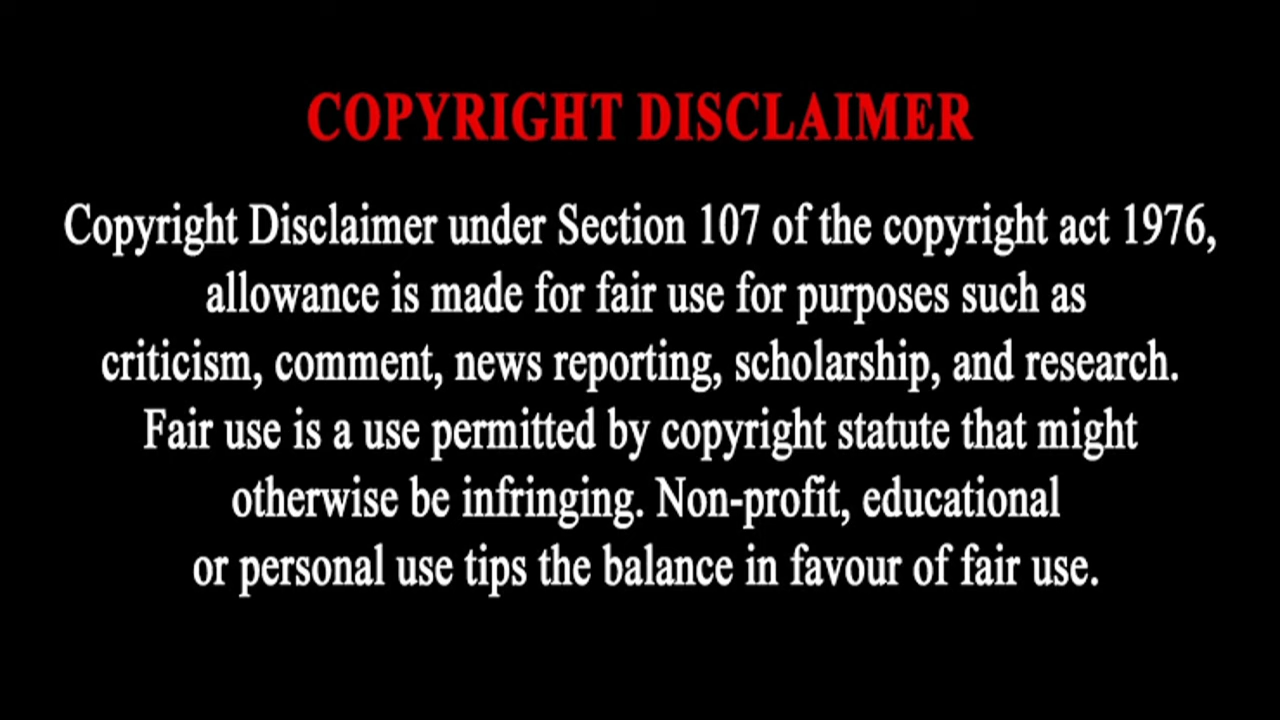 COPYRIGHT DISCLAIMER
Copyright Disclaimer under Section 107 of the copyright act 1976,
allowance is made for fair use for purposes such as
criticism, comment, news reporting, scholarship, and research.
Fair use is a use permitted by copyright statute that might
otherwise be infringing. Non-profit, educational
or personal use tips the balance in favour of fair use.